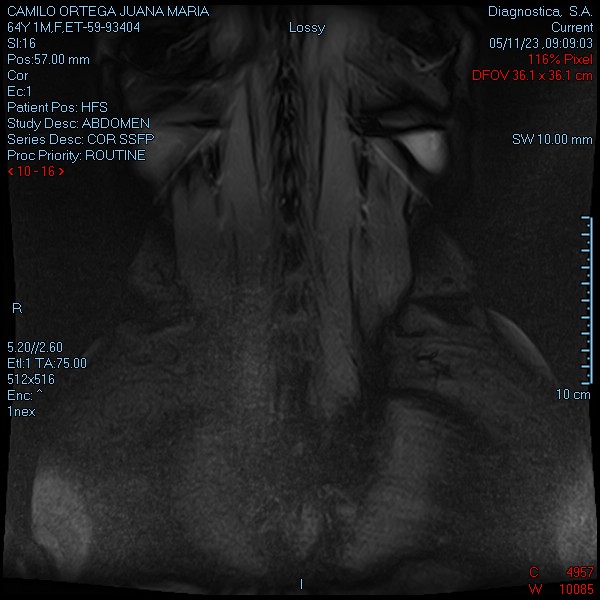 CAMILO ORTEGA JUANA MARIA
64Y 1M,F,ET-59-93404
Sl:16
Pos:57.00 mm
Cor
Ec:1
Patient Pos: HFS
Study Desc: ABDOMEN
Series Desc: COR SSFP
Proc Priority: ROUTINE
< 10 - 16 >
Lossy
Diagnostica, S.A.
Current
05/11/23 ,09:09:03
116% Pixel
DFOV 36.1 x 36.1 cm
SW 10.00 mm
R
5.20//2.60
Etl:1 TA:75.00
512x516
Enc: ^
1nex
10 cm
I
C 4957
W 10085